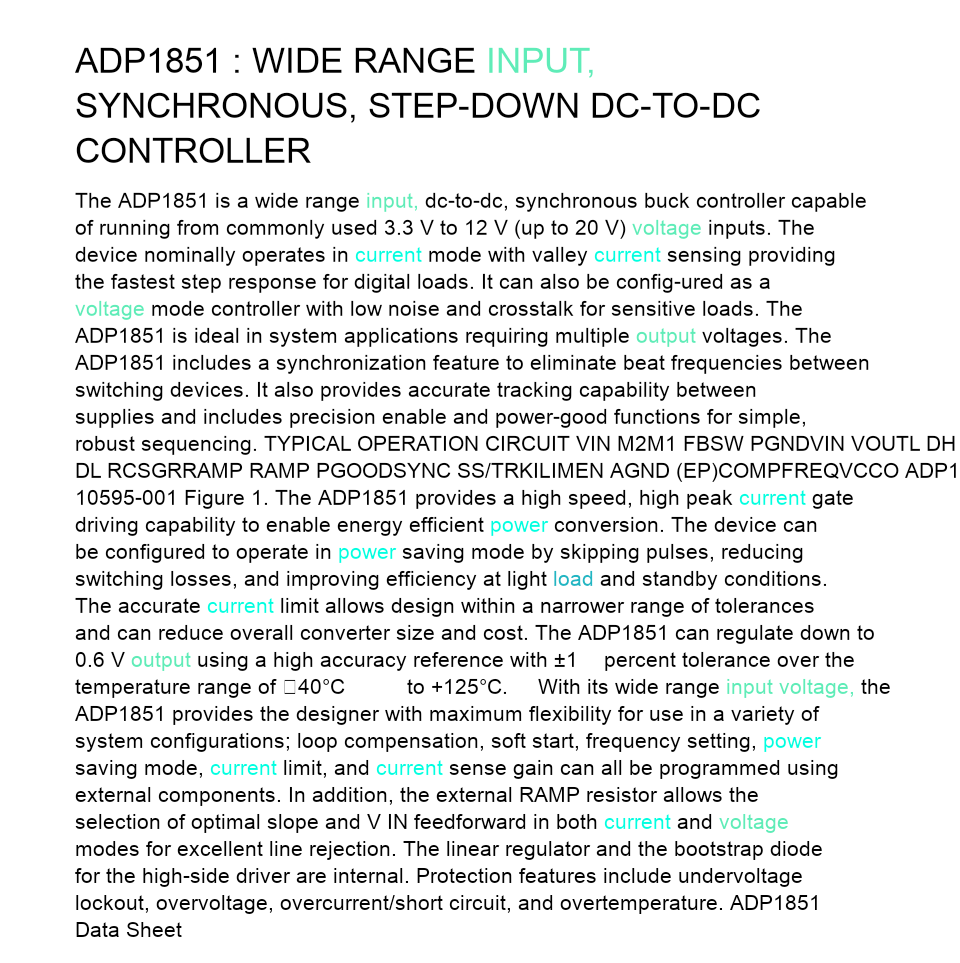 ADP1851 : WIDE RANGE INPUT,
SYNCHRONOUS, STEP-DOWN DC-TO-DC
CONTROLLER
The ADP1851 is a wide range input, dc-to-dc, synchronous buck controller capable
of running from commonly used 3.3 V to 12 V (up to 20 V) voltage inputs. The
device nominally operates in current mode with valley current sensing providing
the fastest step response for digital loads. It can also be config-ured as a
voltage mode controller with low noise and crosstalk for sensitive loads. The
ADP1851 is ideal in system applications requiring multiple output voltages. The
ADP1851 includes a synchronization feature to eliminate beat frequencies between
switching devices. It also provides accurate tracking capability between
supplies and includes precision enable and power-good functions for simple,
robust sequencing. TYPICAL OPERATION CIRCUIT VIN M2M1 FBSW PGNDVIN VOUTL DH
DL RCSGRRAMP RAMP PGOODSYNC SS/TRKILIMEN AGND (EP)COMPFREQVCCO ADP1
10595-001 Figure 1. The ADP1851 provides a high speed, high peak current gate
driving capability to enable energy efficient power conversion. The device can
be configured to operate in power saving mode by skipping pulses, reducing
switching losses, and improving efficiency at light load and standby conditions.
The accurate current limit allows design within a narrower range of tolerances
and can reduce overall converter size and cost. The ADP1851 can regulate down to
0.6 V output using a high accuracy reference with ±1 percent tolerance over the
temperature range of □40°C to +125°C. With its wide range input voltage, the
ADP1851 provides the designer with maximum flexibility for use in a variety of
system configurations; loop compensation, soft start, frequency setting, power
saving mode, current limit, and current sense gain can all be programmed using
external components. In addition, the external RAMP resistor allows the
selection of optimal slope and V IN feedforward in both current and voltage
modes for excellent line rejection. The linear regulator and the bootstrap diode
for the high-side driver are internal. Protection features include undervoltage
lockout, overvoltage, overcurrent/short circuit, and overtemperature. ADP1851
Data Sheet